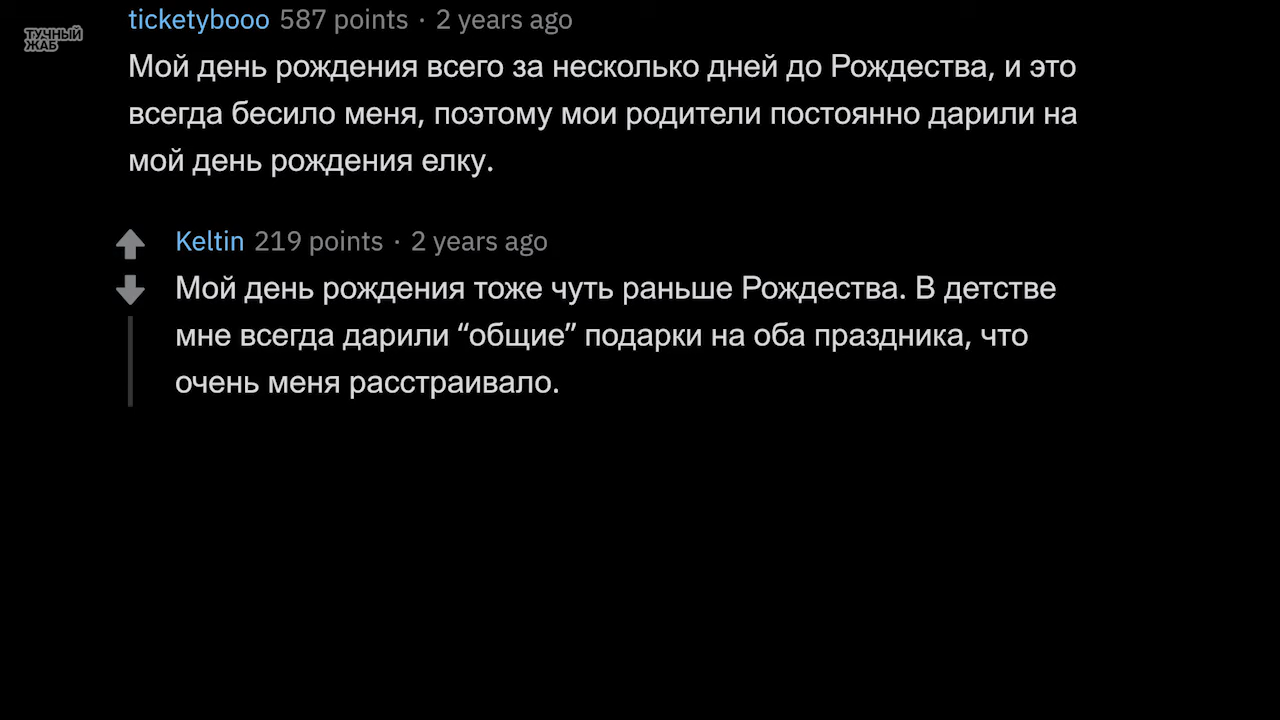 ТУЧНЫЙ
ЖАБ
ticketybooo 587 points · 2 years ago
Мой день рождения всего за несколько дней до Рождества, и это
всегда бесило меня, поэтому мои родители постоянно дарили на
мой день рождения елку.
Keltin 219 points · 2 years ago
Мой день рождения тоже чуть раньше Рождества. В детстве
мне всегда дарили “общие” подарки на оба праздника, что
очень меня расстраивало.